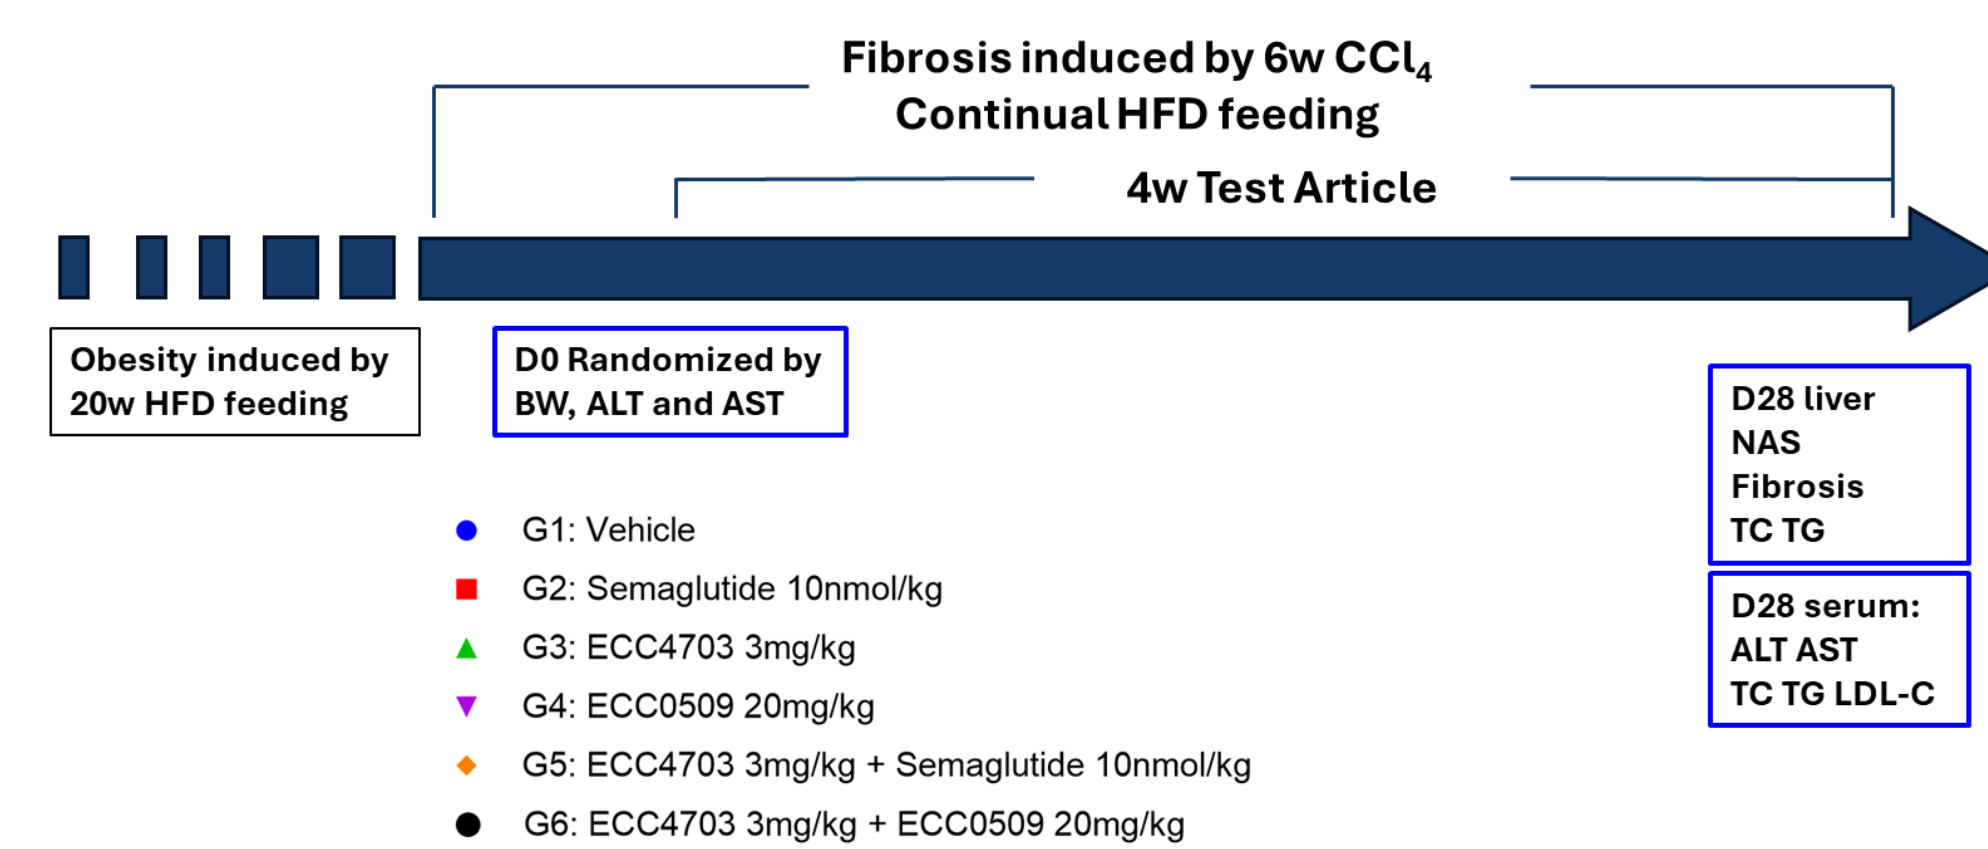 Fibrosis induced by 6w CCl₄
Continual HFD feeding
4w Test Article
Obesity induced by
20w HFD feeding
D0 Randomized by
BW, ALT and AST
D28 liver
NAS
Fibrosis
TC TG
D28 serum:
ALT AST
TC TG LDL-C
G1: Vehicle
G2: Semaglutide 10nmol/kg
G3: ECC4703 3mg/kg
G4: ECC0509 20mg/kg
G5: ECC4703 3mg/kg + Semaglutide 10nmol/kg
G6: ECC4703 3mg/kg + ECC0509 20mg/kg